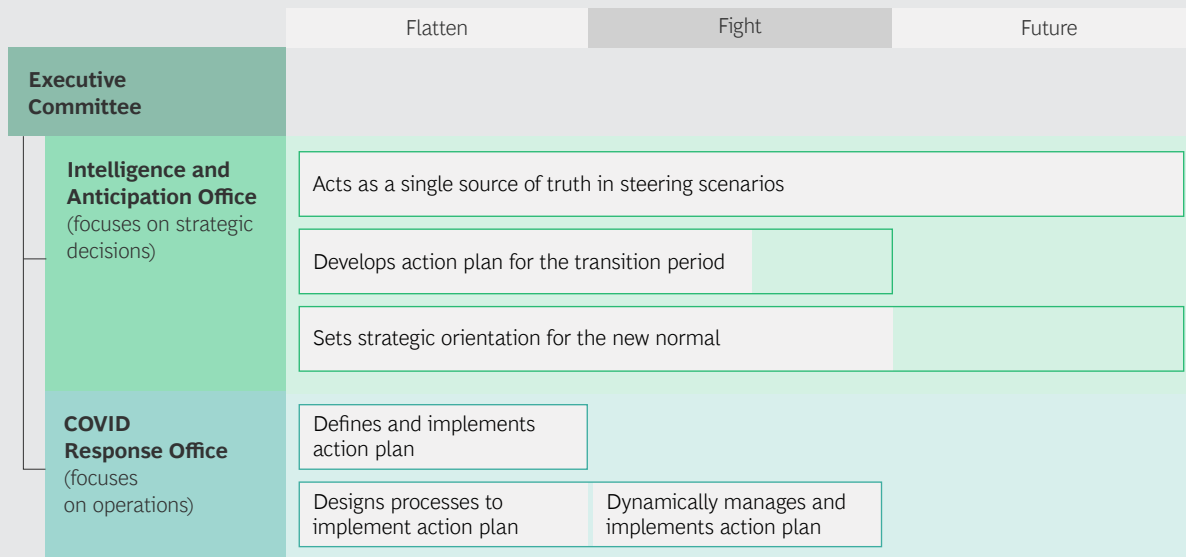 Flatten
Fight
Future
Executive
Committee
Intelligence and
Anticipation Office
(focuses on strategic
decisions)
Acts as a single source of truth in steering scenarios
Develops action plan for the transition period
Sets strategic orientation for the new normal
COVID
Response Office
(focuses
on operations)
Defines and implements
action plan
Designs processes to
implement action plan
Dynamically manages and
implements action plan